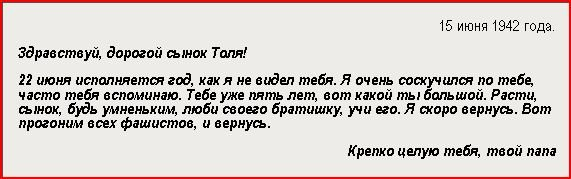 15 июня 1942 года.
Здравствуй, дорогой сынок Толя!
22 июня исполняется год, как я не видел тебя. Я очень соскучился по тебе,
часто тебя вспоминаю. Тебе уже пять лет, вот какой ты большой. Расти,
сынок, будь умненьким, люби своего братишку, учи его. Я скоро вернусь. Вот
прогоним всех фашистов, и вернусь.
Крепко целую тебя, твой папа